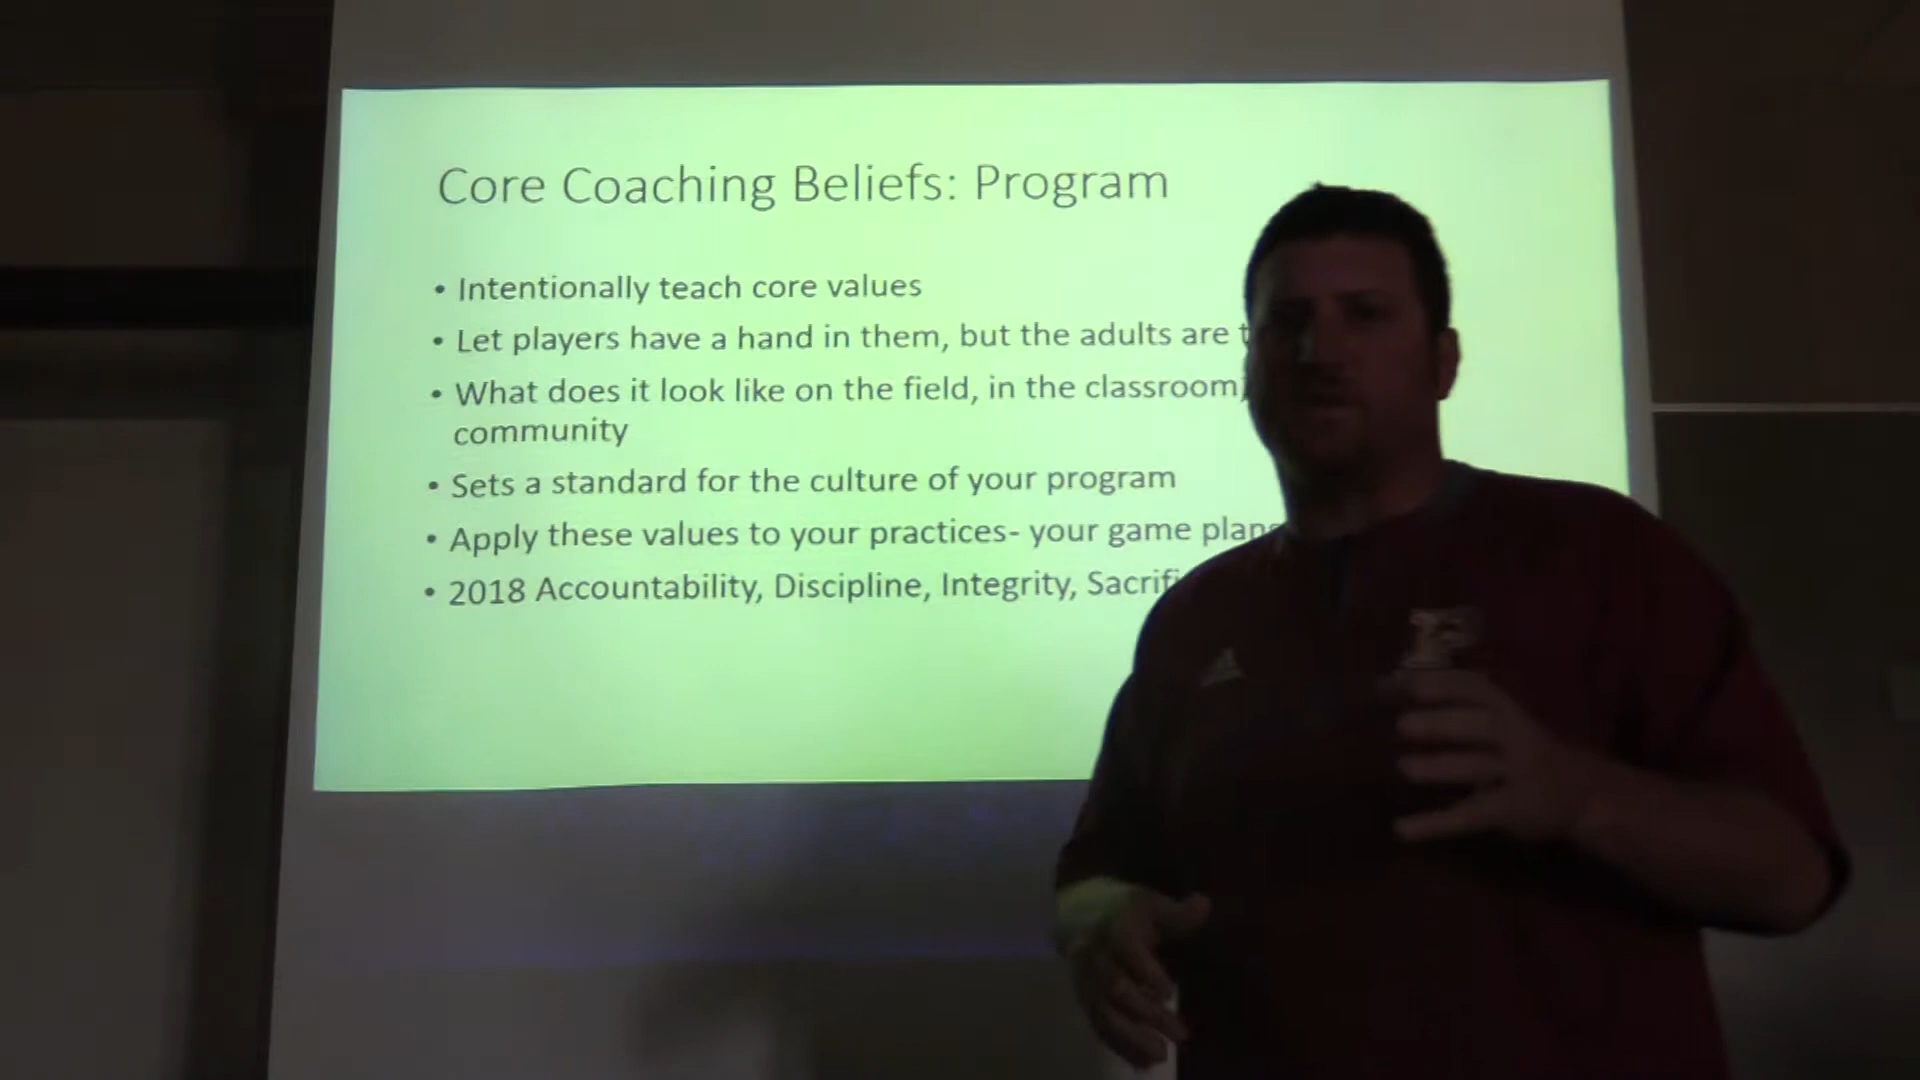 Core Coaching Beliefs: Program
• Intentionally teach core values
• Let players have a hand in them, but the adults are
• What does it look like on the field, in the classroom,
community
• Sets a standard for the culture of your program
• Apply these values to your practices- your game plans
• 2018 Accountability, Discipline, Integrity,